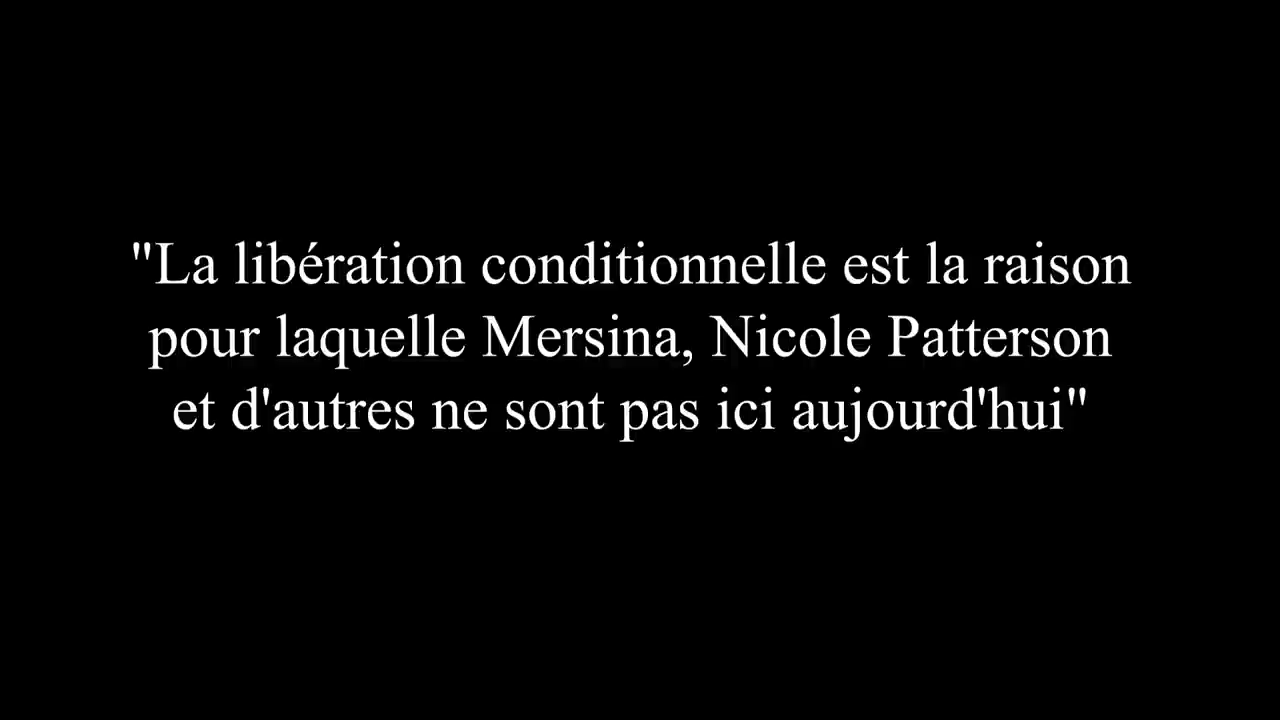 "La libération conditionnelle est la raison
pour laquelle Mersina, Nicole Patterson
et d'autres ne sont pas ici aujourd'hui"